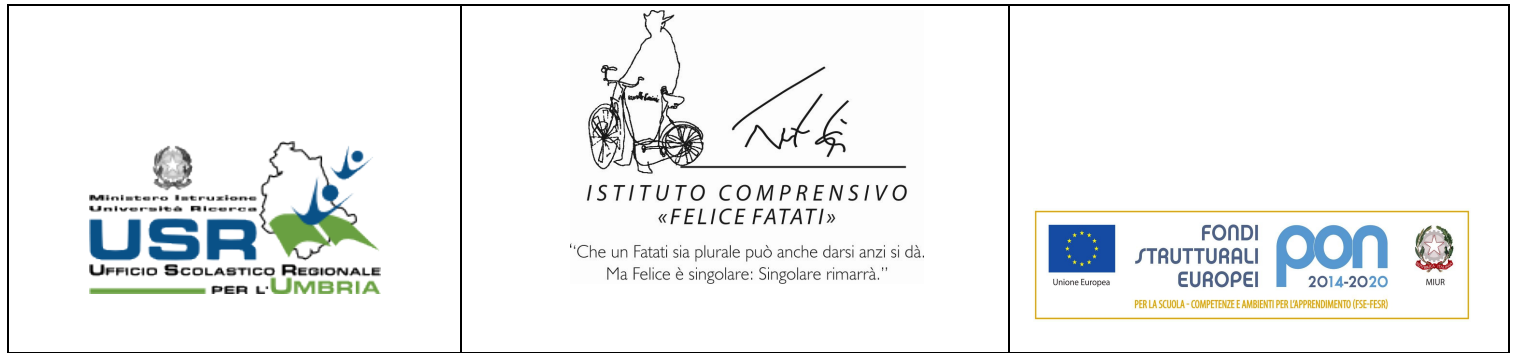 Ministero Istruzione
Università Ricerca
USR
UFFICIO SCOLASTICO REGIONALE
PER L'UMBRIA
ISTITUTO COMPRENSIVO
«FELICE FATATI»
“Che un Fatati sia plurale può anche darsi anzi si dà.
Ma Felice è singolare: Singolare rimarrà.”
Unione Europea
FONDI
STRUTTURALI
EUROPEI
pon
2014-2020
MIUR
PER LA SCUOLA - COMPETENZE E AMBIENTI PER L'APPRENDIMENTO (FSE-FESR)